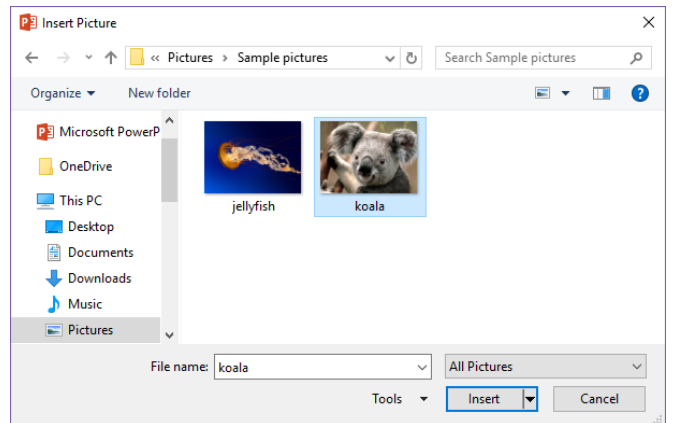 Insert Picture
« Pictures > Sample pictures
Search Sample pictures
Organize
New folder
Microsoft PowerP
OneDrive
This PC
Desktop
Documents
Downloads
Music
Pictures
jellyfish
koala
File name: koala
All Pictures
Tools
Insert
Cancel